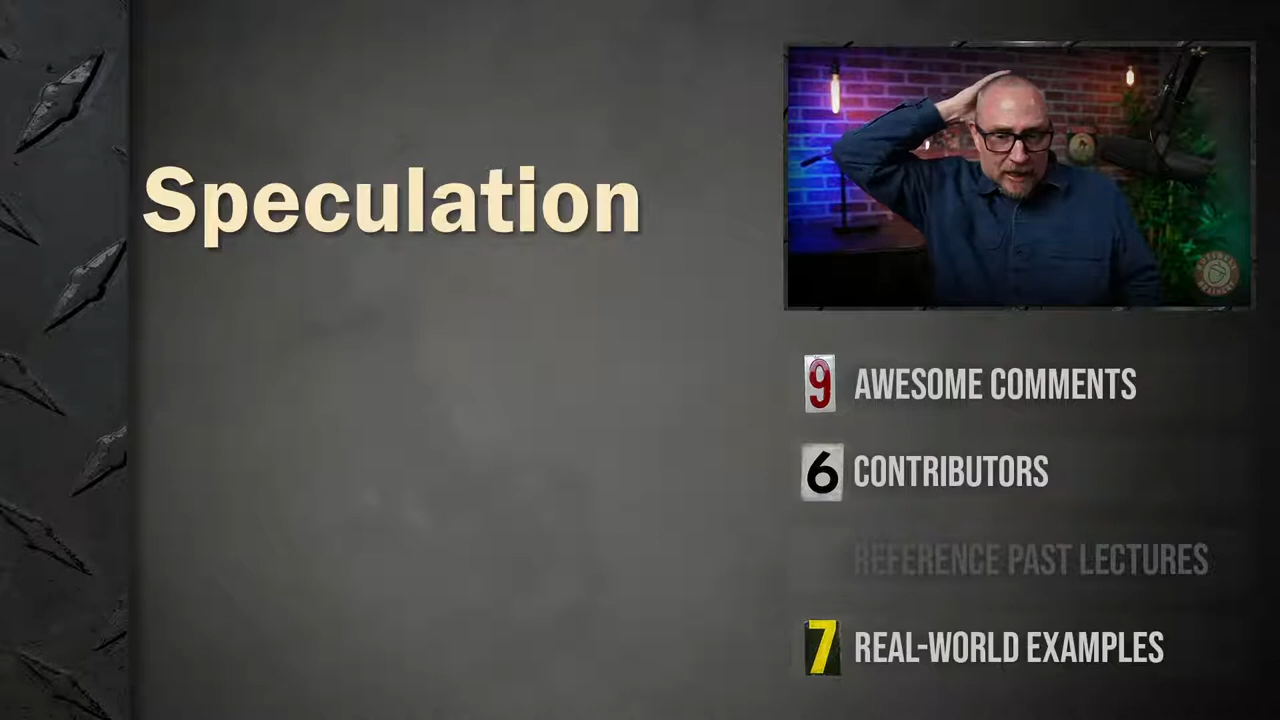 Speculation
9 AWESOME COMMENTS
6 CONTRIBUTORS
REFERENCE PAST LECTURES
7 REAL-WORLD EXAMPLES